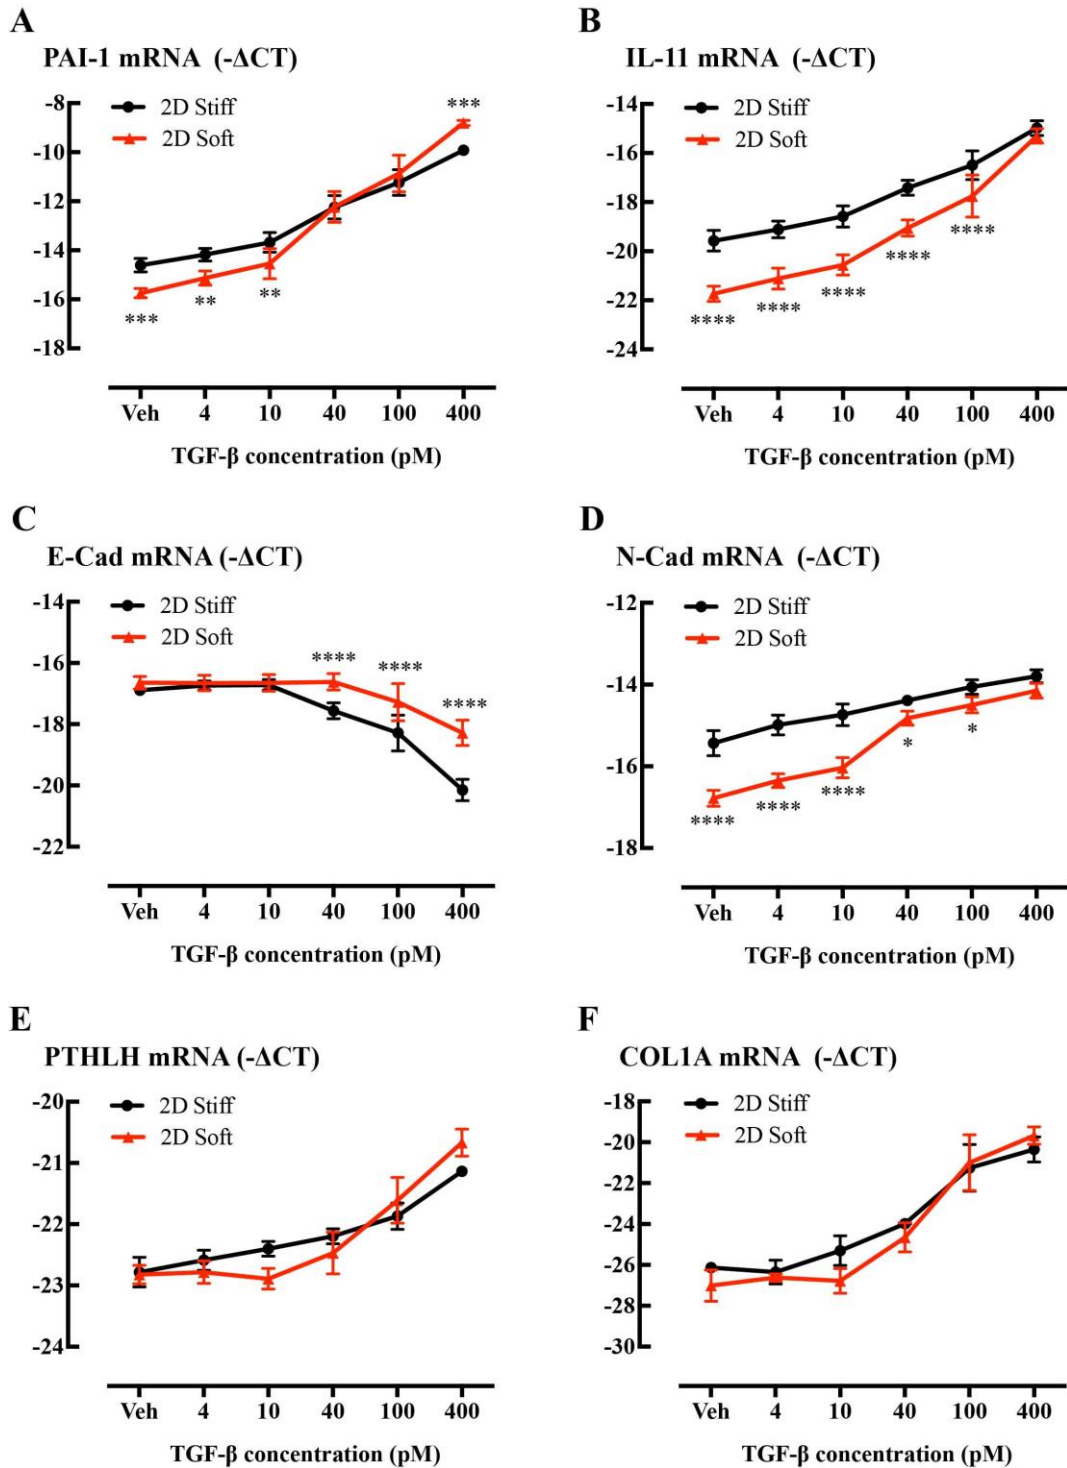 A
PAI-1 mRNA (-ΔCT)
2D Stiff
2D Soft
-8
-10
-12
-14
-16
-18
***
**
**
***
Veh 4 10 40 100 400
TGF-β concentration (pM)
B
IL-11 mRNA (-ΔCT)
2D Stiff
2D Soft
-14
-16
-18
-20
-22
-24
****
****
****
****
****
Veh 4 10 40 100 400
TGF-β concentration (pM)
C
E-Cad mRNA (-ΔCT)
2D Stiff
2D Soft
-14
-16
-18
-20
-22
****
****
****
Veh 4 10 40 100 400
TGF-β concentration (pM)
D
N-Cad mRNA (-ΔCT)
2D Stiff
2D Soft
-12
-14
-16
-18
****
****
****
*
*
Veh 4 10 40 100 400
TGF-β concentration (pM)
E
PTHLH mRNA (-ΔCT)
2D Stiff
2D Soft
-20
-21
-22
-23
-24
Veh 4 10 40 100 400
TGF-β concentration (pM)
F
COL1A mRNA (-ΔCT)
2D Stiff
2D Soft
-18
-20
-22
-24
-26
-28
-30
Veh 4 10 40 100 400
TGF-β concentration (pM)